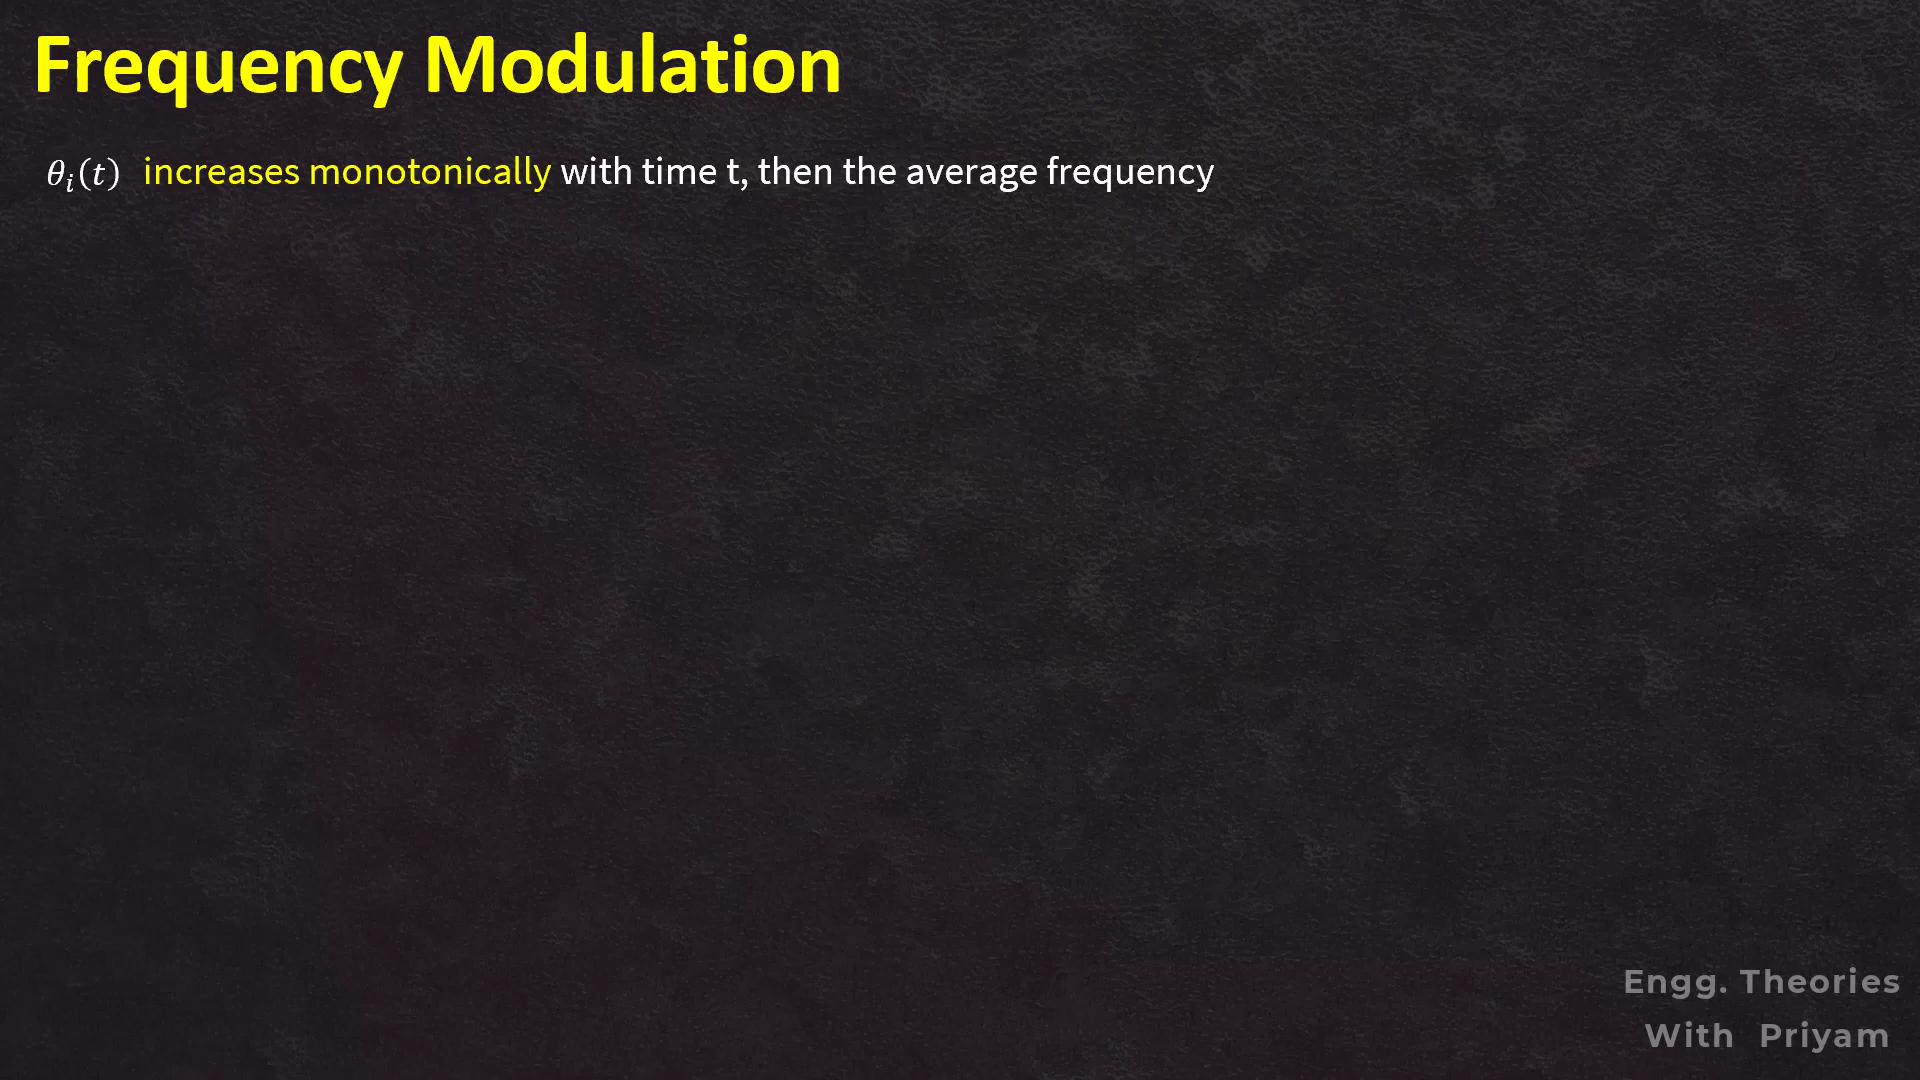 Frequency Modulation
θᵢ(t) increases monotonically with time t, then the average frequency
Engg. Theories
With Priyam